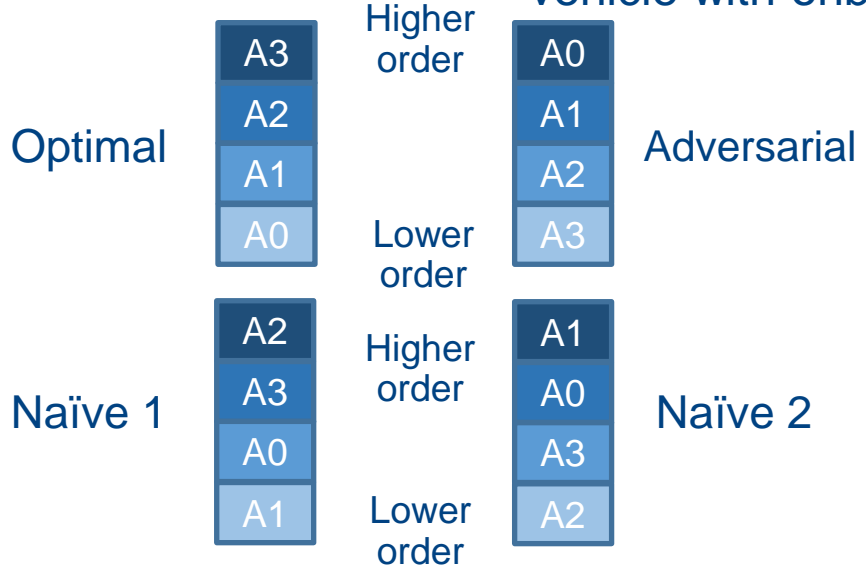 Higher
order
A3
A2
A1
A0
Optimal
A0
A1
A2
A3
Adversarial
Lower
order
A2
A3
A0
A1
Naïve 1
Higher
order
A1
A0
A3
A2
Naïve 2
Lower
order